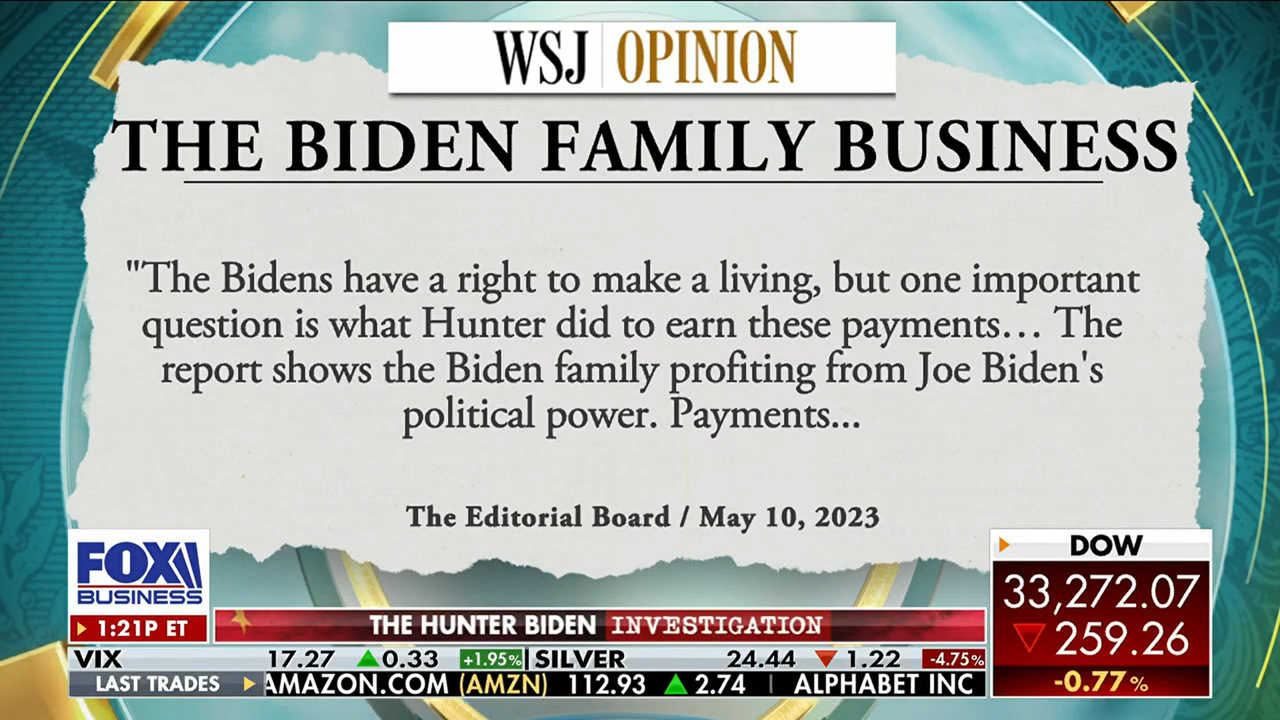 WSJ OPINION
THE BIDEN FAMILY BUSINESS
"The Bidens have a right to make a living, but one important
question is what Hunter did to earn these payments... The
report shows the Biden family profiting from Joe Biden's
political power. Payments...
The Editorial Board / May 10, 2023
FOX
BUSINESS
1:21P ET
THE HUNTER BIDEN INVESTIGATION
VIX 17.27 ▲0.33 +1.95% SILVER 24.44 ▼1.22 -4.75%
LAST TRADES AMAZON.COM (AMZN) 112.93 ▲ 2.74 ALPHABET INC
DOW
33,272.07
▼ 259.26
-0.77%